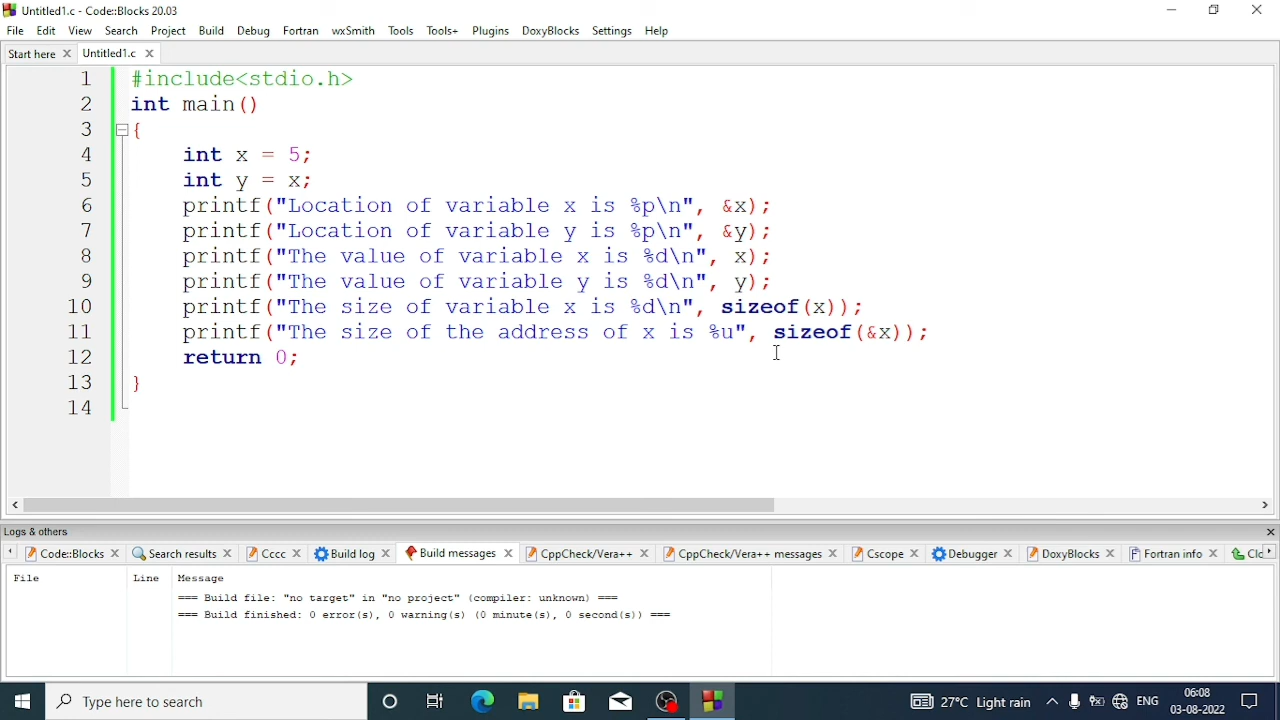 Untitled1.c - Code::Blocks 20.03
File Edit View Search Project Build Debug Fortran wxSmith Tools Tools+ Plugins DoxyBlocks Settings Help
Start here Untitled1.c
1 #include<stdio.h>
2 int main()
3 {
4 int x = 5;
5 int y = x;
6 printf("Location of variable x is %p\n", &x);
7 printf("Location of variable y is %p\n", &y);
8 printf("The value of variable x is %d\n", x);
9 printf("The value of variable y is %d\n", y);
10 printf("The size of variable x is %d\n", sizeof(x));
11 printf("The size of the address of x is %u", sizeof(&x));
12 return 0;
13 }
14
Logs & others
Code::Blocks Search results Cccc Build log Build messages CppCheck/Vera++ CppCheck/Vera++ messages Cscope Debugger DoxyBlocks Fortran info Clo
File Line Message
=== Build file: "no target" in "no project" (compiler: unknown) ===
=== Build finished: 0 error(s), 0 warning(s) (0 minute(s), 0 second(s)) ===
Type here to search 27°C Light rain ENG 06:08
03-08-2022